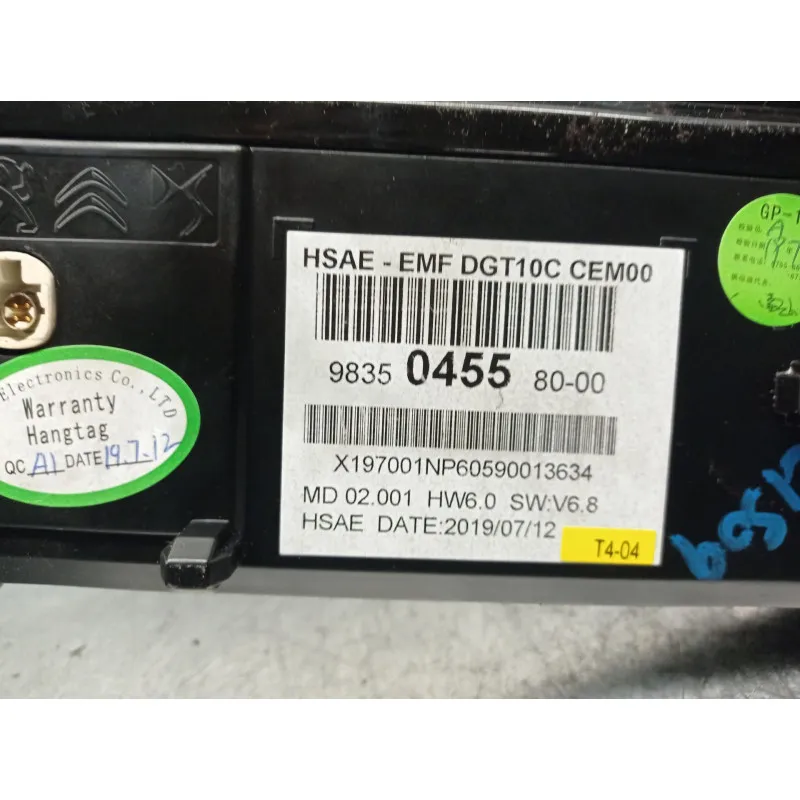 HSAE - EMF DGT10C CEM00
9835 0455 80-00
X197001NP60590013634
MD 02.001 HW6.0 SW:V6.8
HSAE DATE:2019/07/12
T4-04
Electronics Co.,LTD
Warranty
Hangtag
QC A1 DATE 19.7.12
GP-1